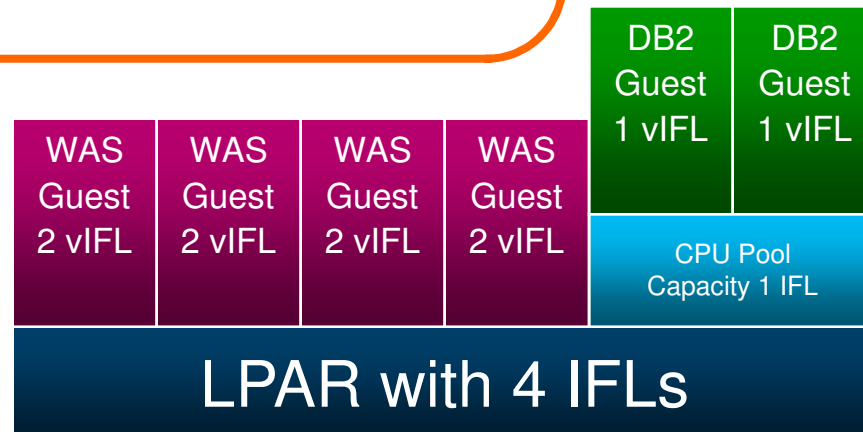 WAS
Guest
2 vIFL
WAS
Guest
2 vIFL
WAS
Guest
2 vIFL
WAS
Guest
2 vIFL
DB2
Guest
1 vIFL
DB2
Guest
1 vIFL
CPU Pool
Capacity 1 IFL
LPAR with 4 IFLs